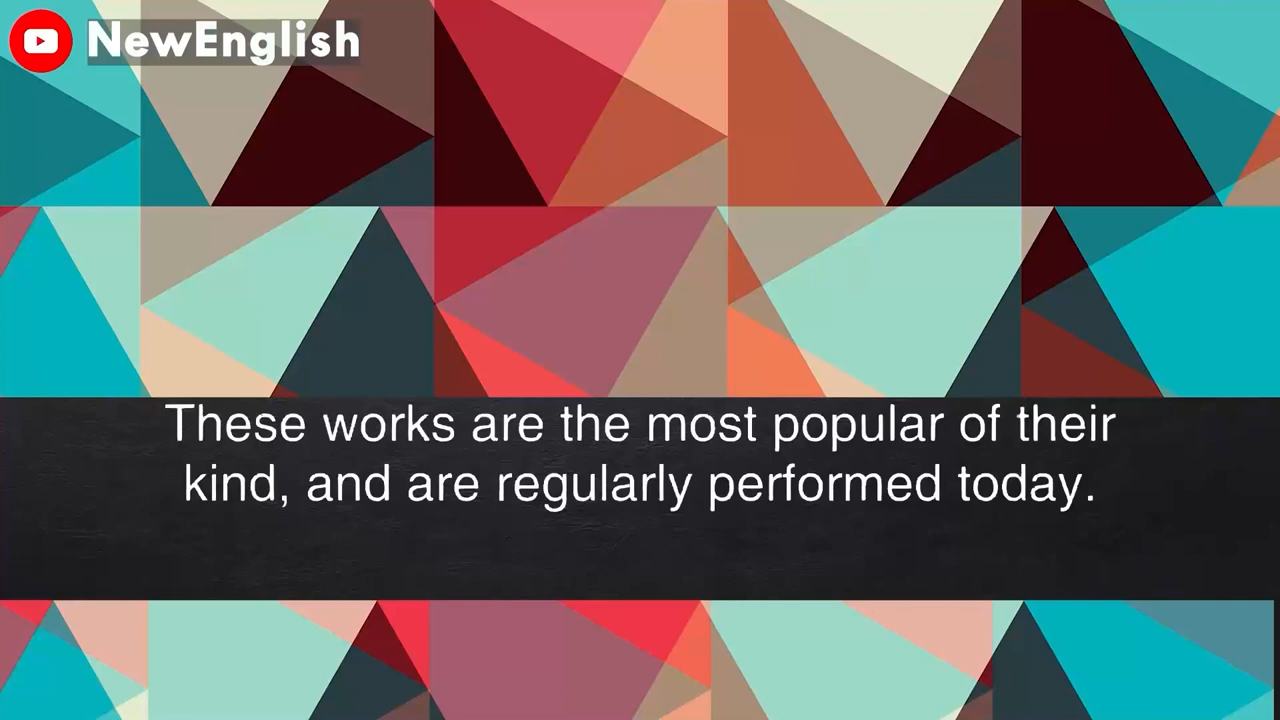 NewEnglish
These works are the most popular of their
kind, and are regularly performed today.